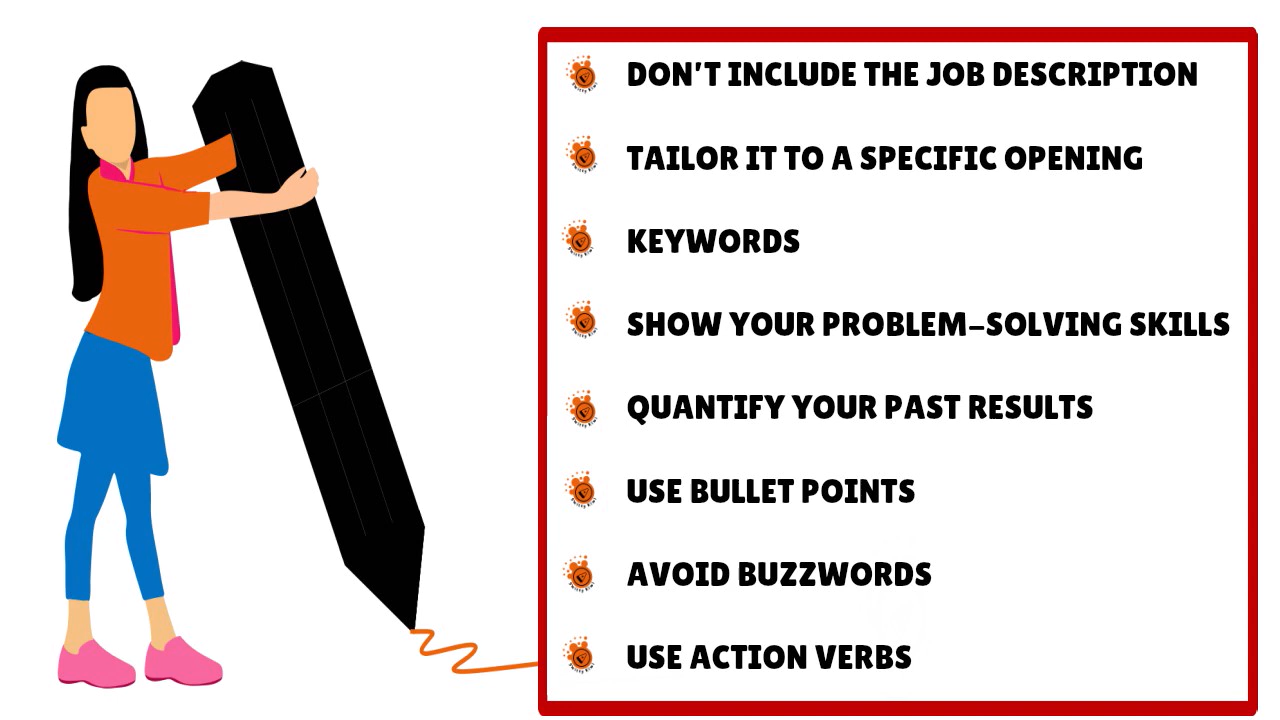 DON'T INCLUDE THE JOB DESCRIPTION
TAILOR IT TO A SPECIFIC OPENING
KEYWORDS
SHOW YOUR PROBLEM-SOLVING SKILLS
QUANTIFY YOUR PAST RESULTS
USE BULLET POINTS
AVOID BUZZWORDS
USE ACTION VERBS